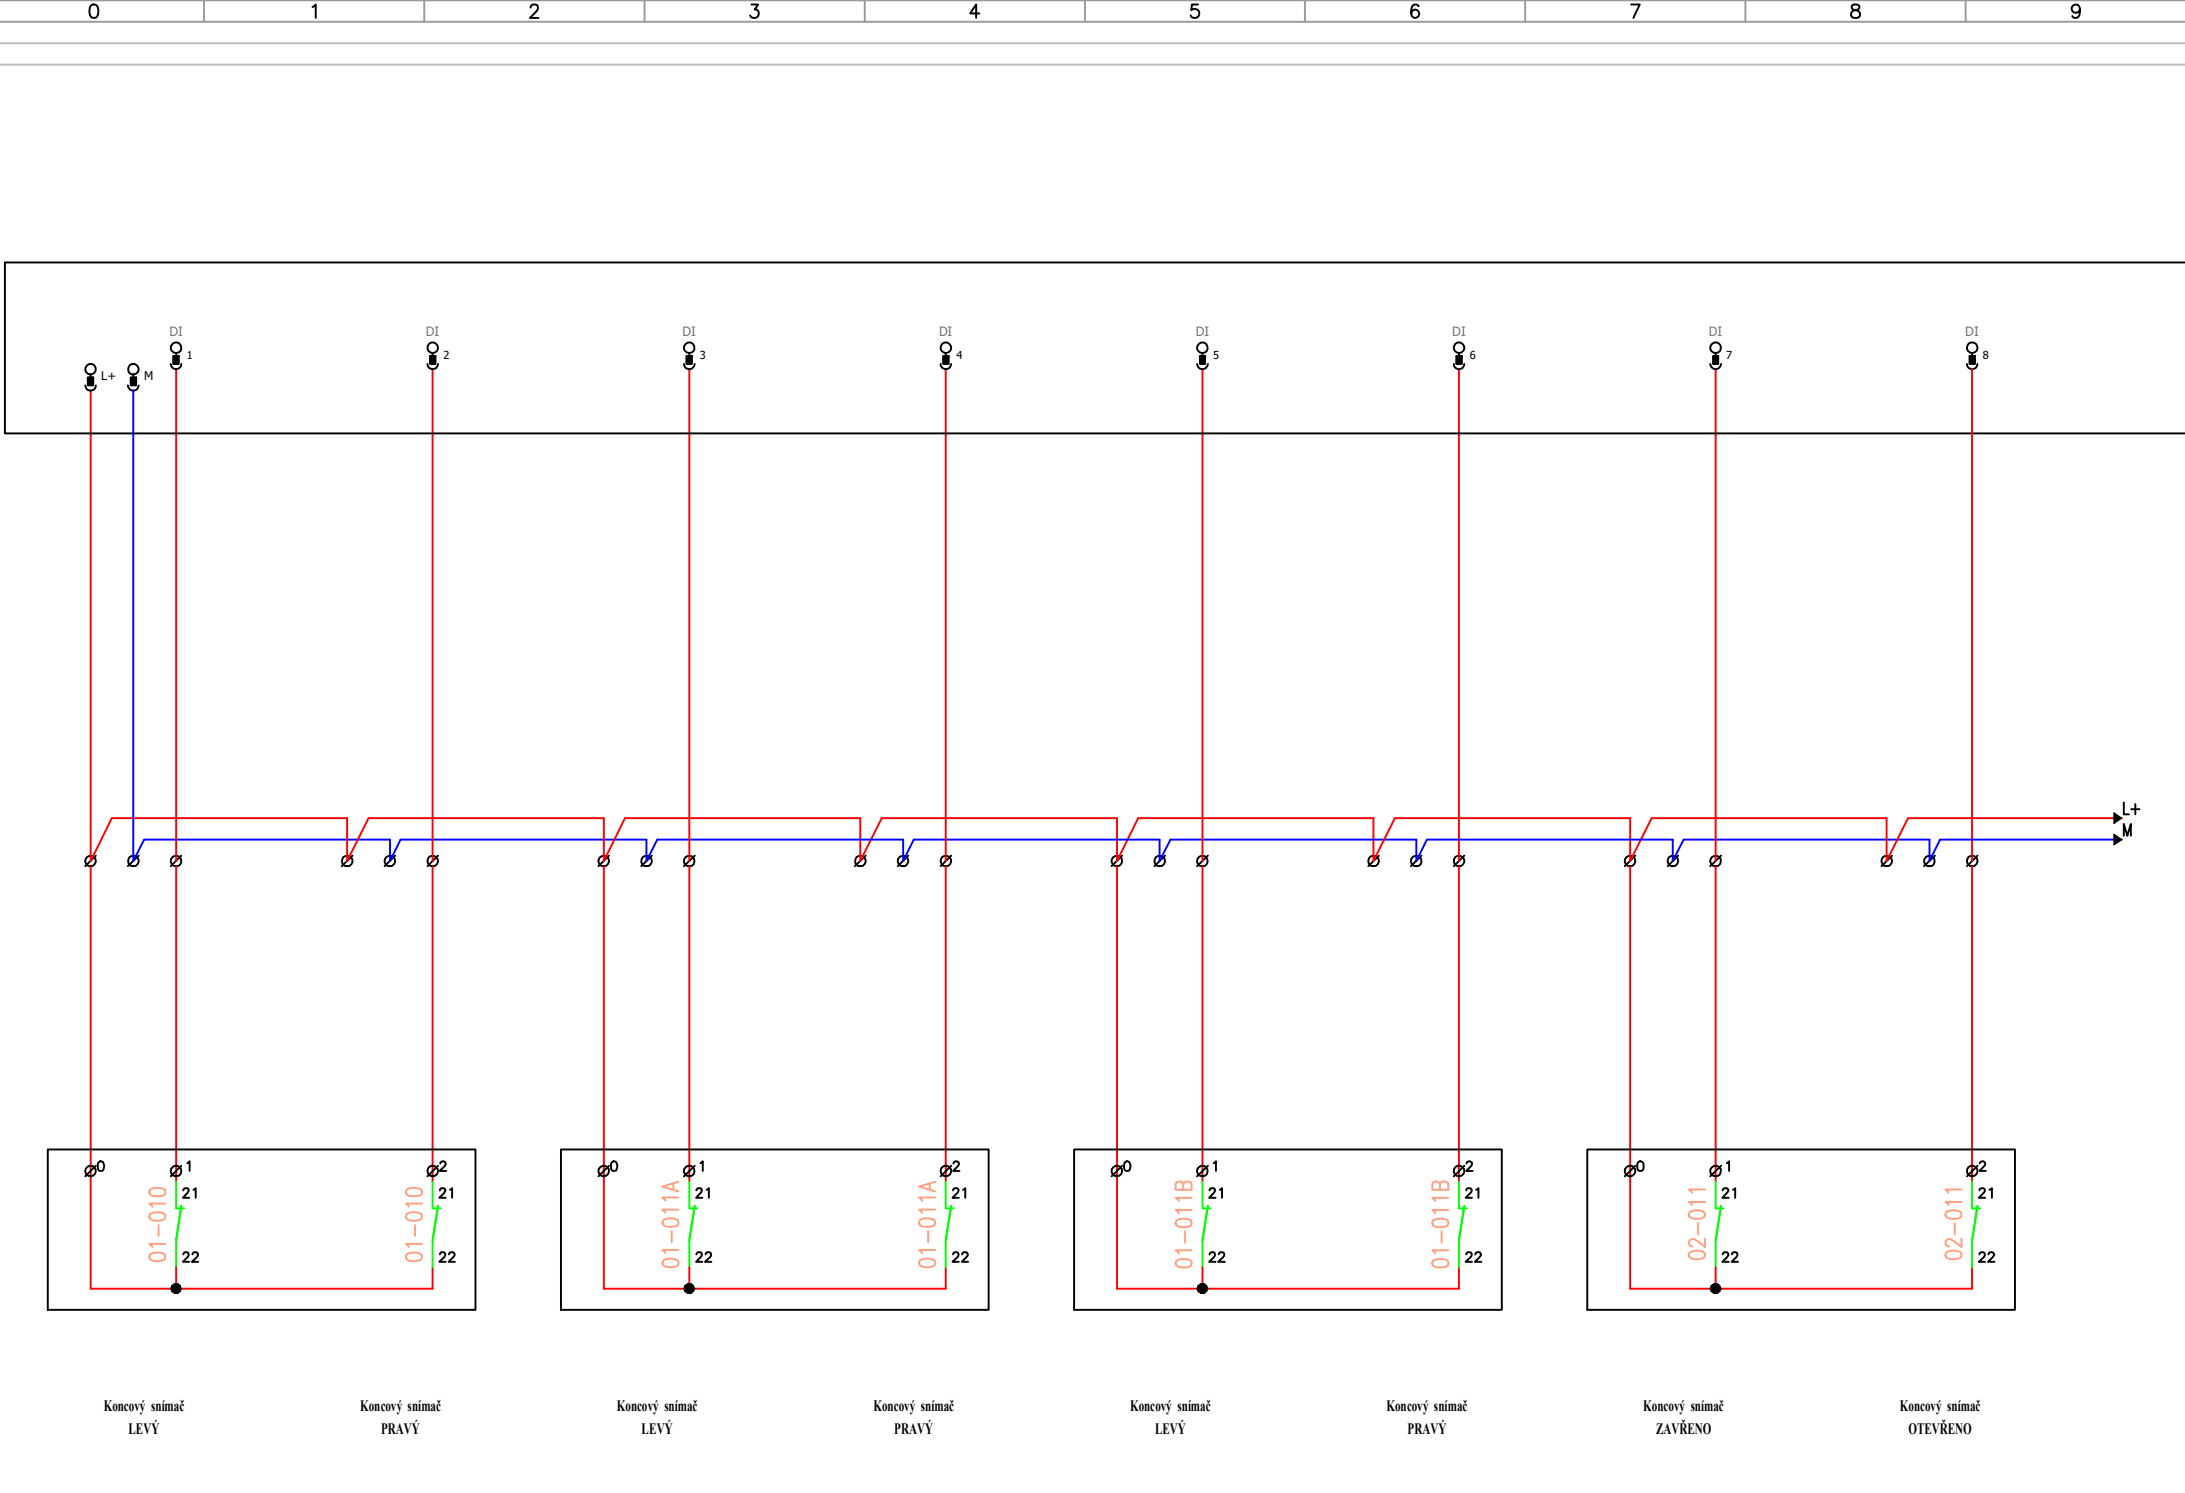 0 1 2 3 4 5 6 7 8 9
DI DI DI DI DI DI DI DI
1 2 3 4 5 6 7 8
L+ M
L+
M
0 1 2 0 1 2 0 1 2 0 1 2
21 21 21 21 21 21 21 21
01-010 01-010 01-011A 01-011A 01-011B 01-011B 02-011 02-011
22 22 22 22 22 22 22 22
Koncový snímač Koncový snímač Koncový snímač Koncový snímač Koncový snímač Koncový snímač Koncový snímač Koncový snímač
LEVÝ PRAVÝ LEVÝ PRAVÝ LEVÝ PRAVÝ ZAVŘENO OTEVŘENO